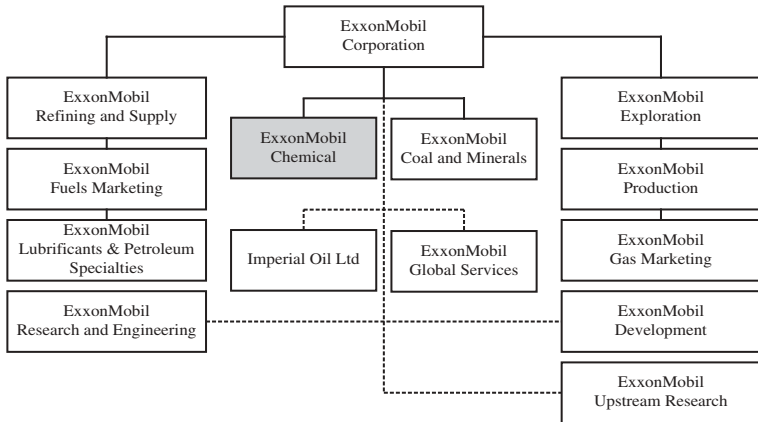 ExxonMobil
Corporation
ExxonMobil
Refining and Supply
ExxonMobil
Chemical
ExxonMobil
Coal and Minerals
ExxonMobil
Exploration
ExxonMobil
Fuels Marketing
ExxonMobil
Production
ExxonMobil
Lubrificants & Petroleum
Specialties
Imperial Oil Ltd
ExxonMobil
Global Services
ExxonMobil
Gas Marketing
ExxonMobil
Research and Engineering
ExxonMobil
Development
ExxonMobil
Upstream Research